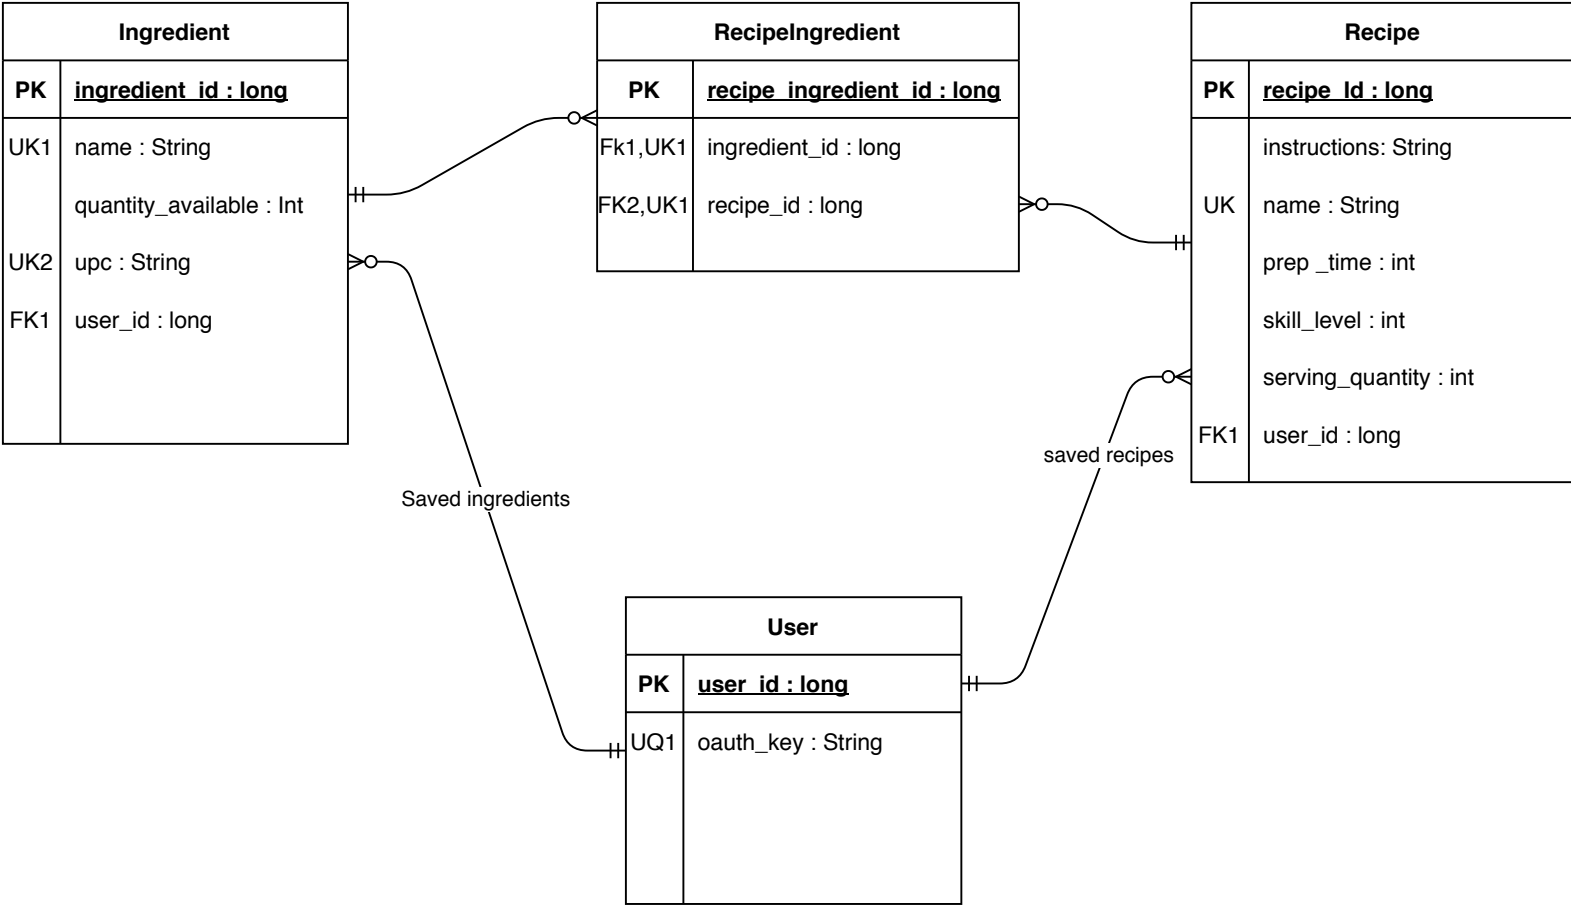 Ingredient
PK ingredient_id : long
UK1 name : String
quantity_available : Int
UK2 upc : String
FK1 user_id : long
RecipeIngredient
PK recipe_ingredient_id : long
Fk1,UK1 ingredient_id : long
FK2,UK1 recipe_id : long
Recipe
PK recipe_Id : long
instructions: String
UK name : String
prep _time : int
skill_level : int
serving_quantity : int
FK1 user_id : long
Saved ingredients
saved recipes
User
PK user_id : long
UQ1 oauth_key : String